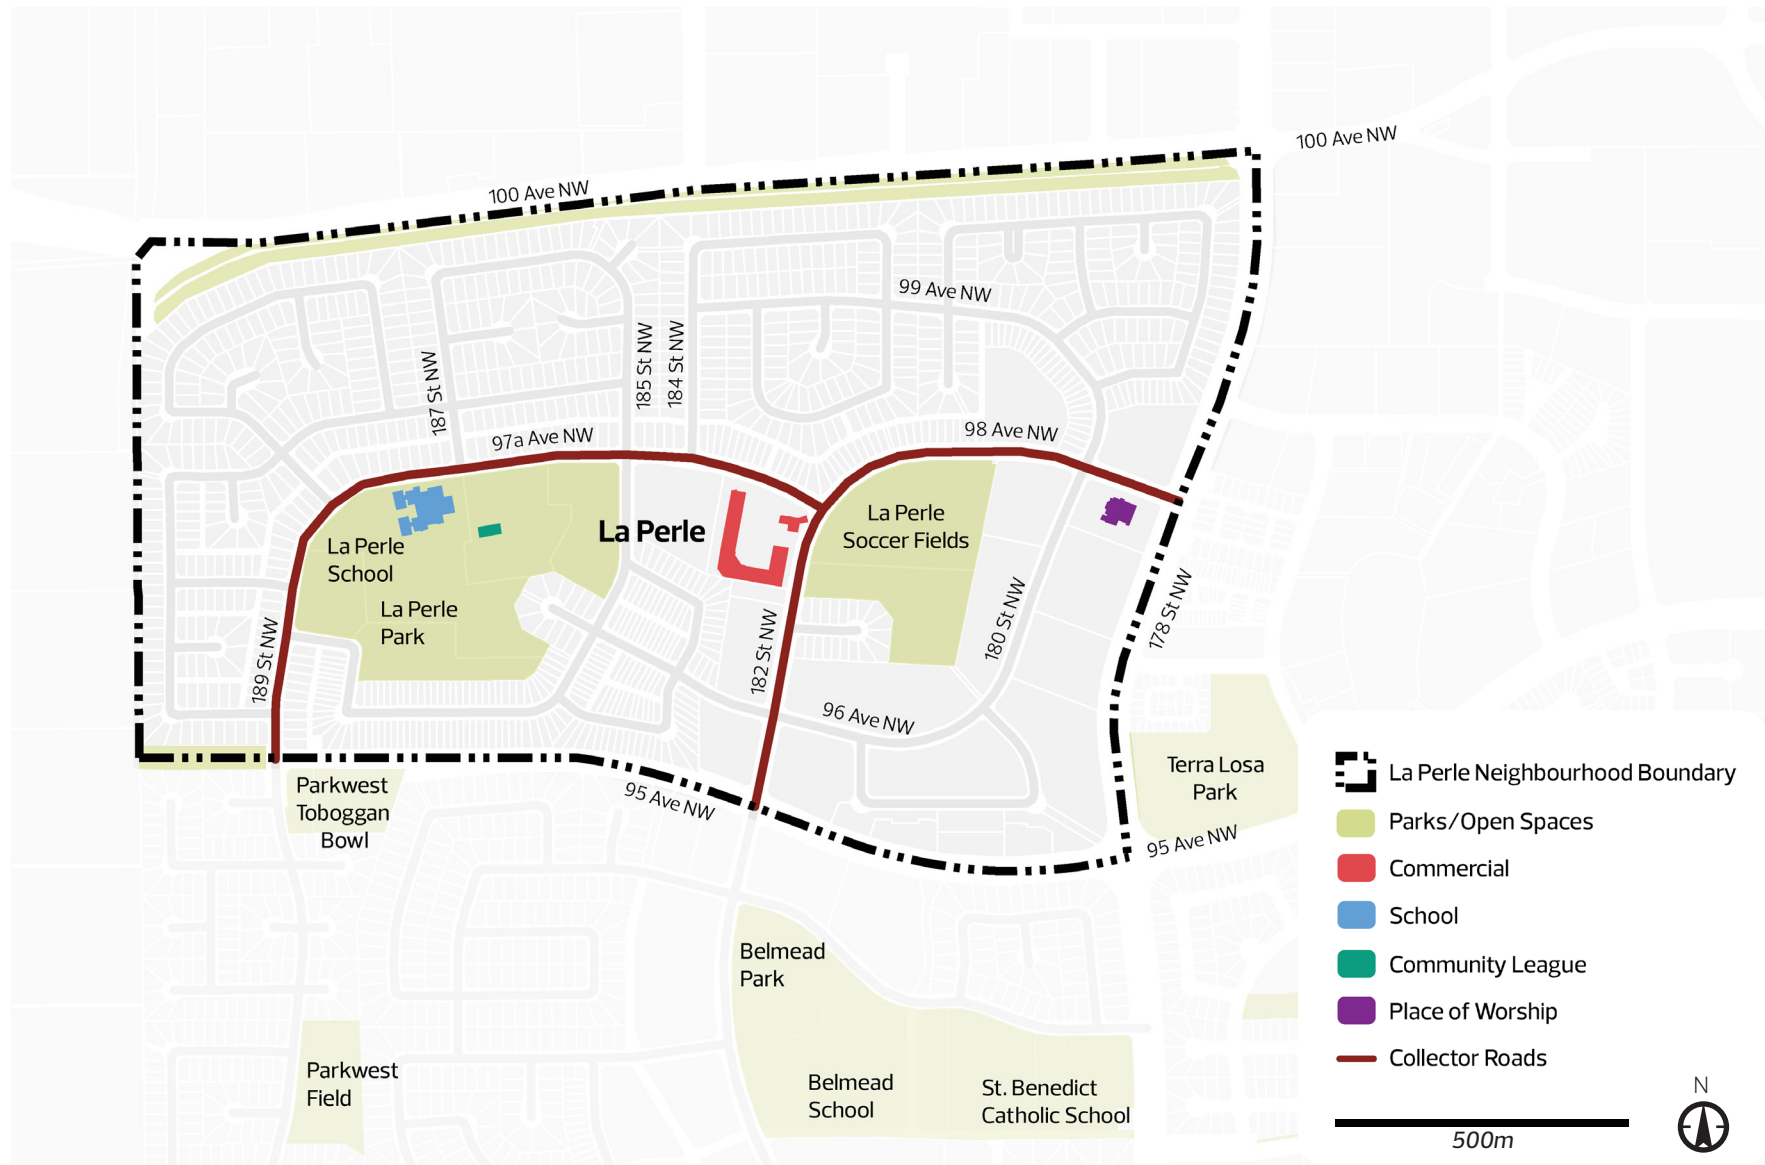 100 Ave NW
100 Ave NW
99 Ave NW
187 St NW
185 St NW
184 St NW
97a Ave NW
98 Ave NW
La Perle
La Perle
Soccer Fields
La Perle
School
La Perle
Park
189 St NW
182 St NW
180 St NW
178 St NW
96 Ave NW
95 Ave NW
95 Ave NW
Terra Losa
Park
Parkwest
Toboggan
Bowl
Belmead
Park
Parkwest
Field
Belmead
School
St. Benedict
Catholic School
La Perle Neighbourhood Boundary
Parks/Open Spaces
Commercial
School
Community League
Place of Worship
Collector Roads
N
500m